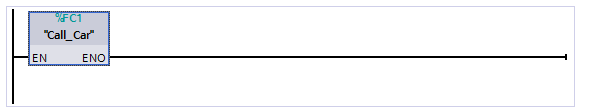 %FC1
"Call_Car"
EN ENO